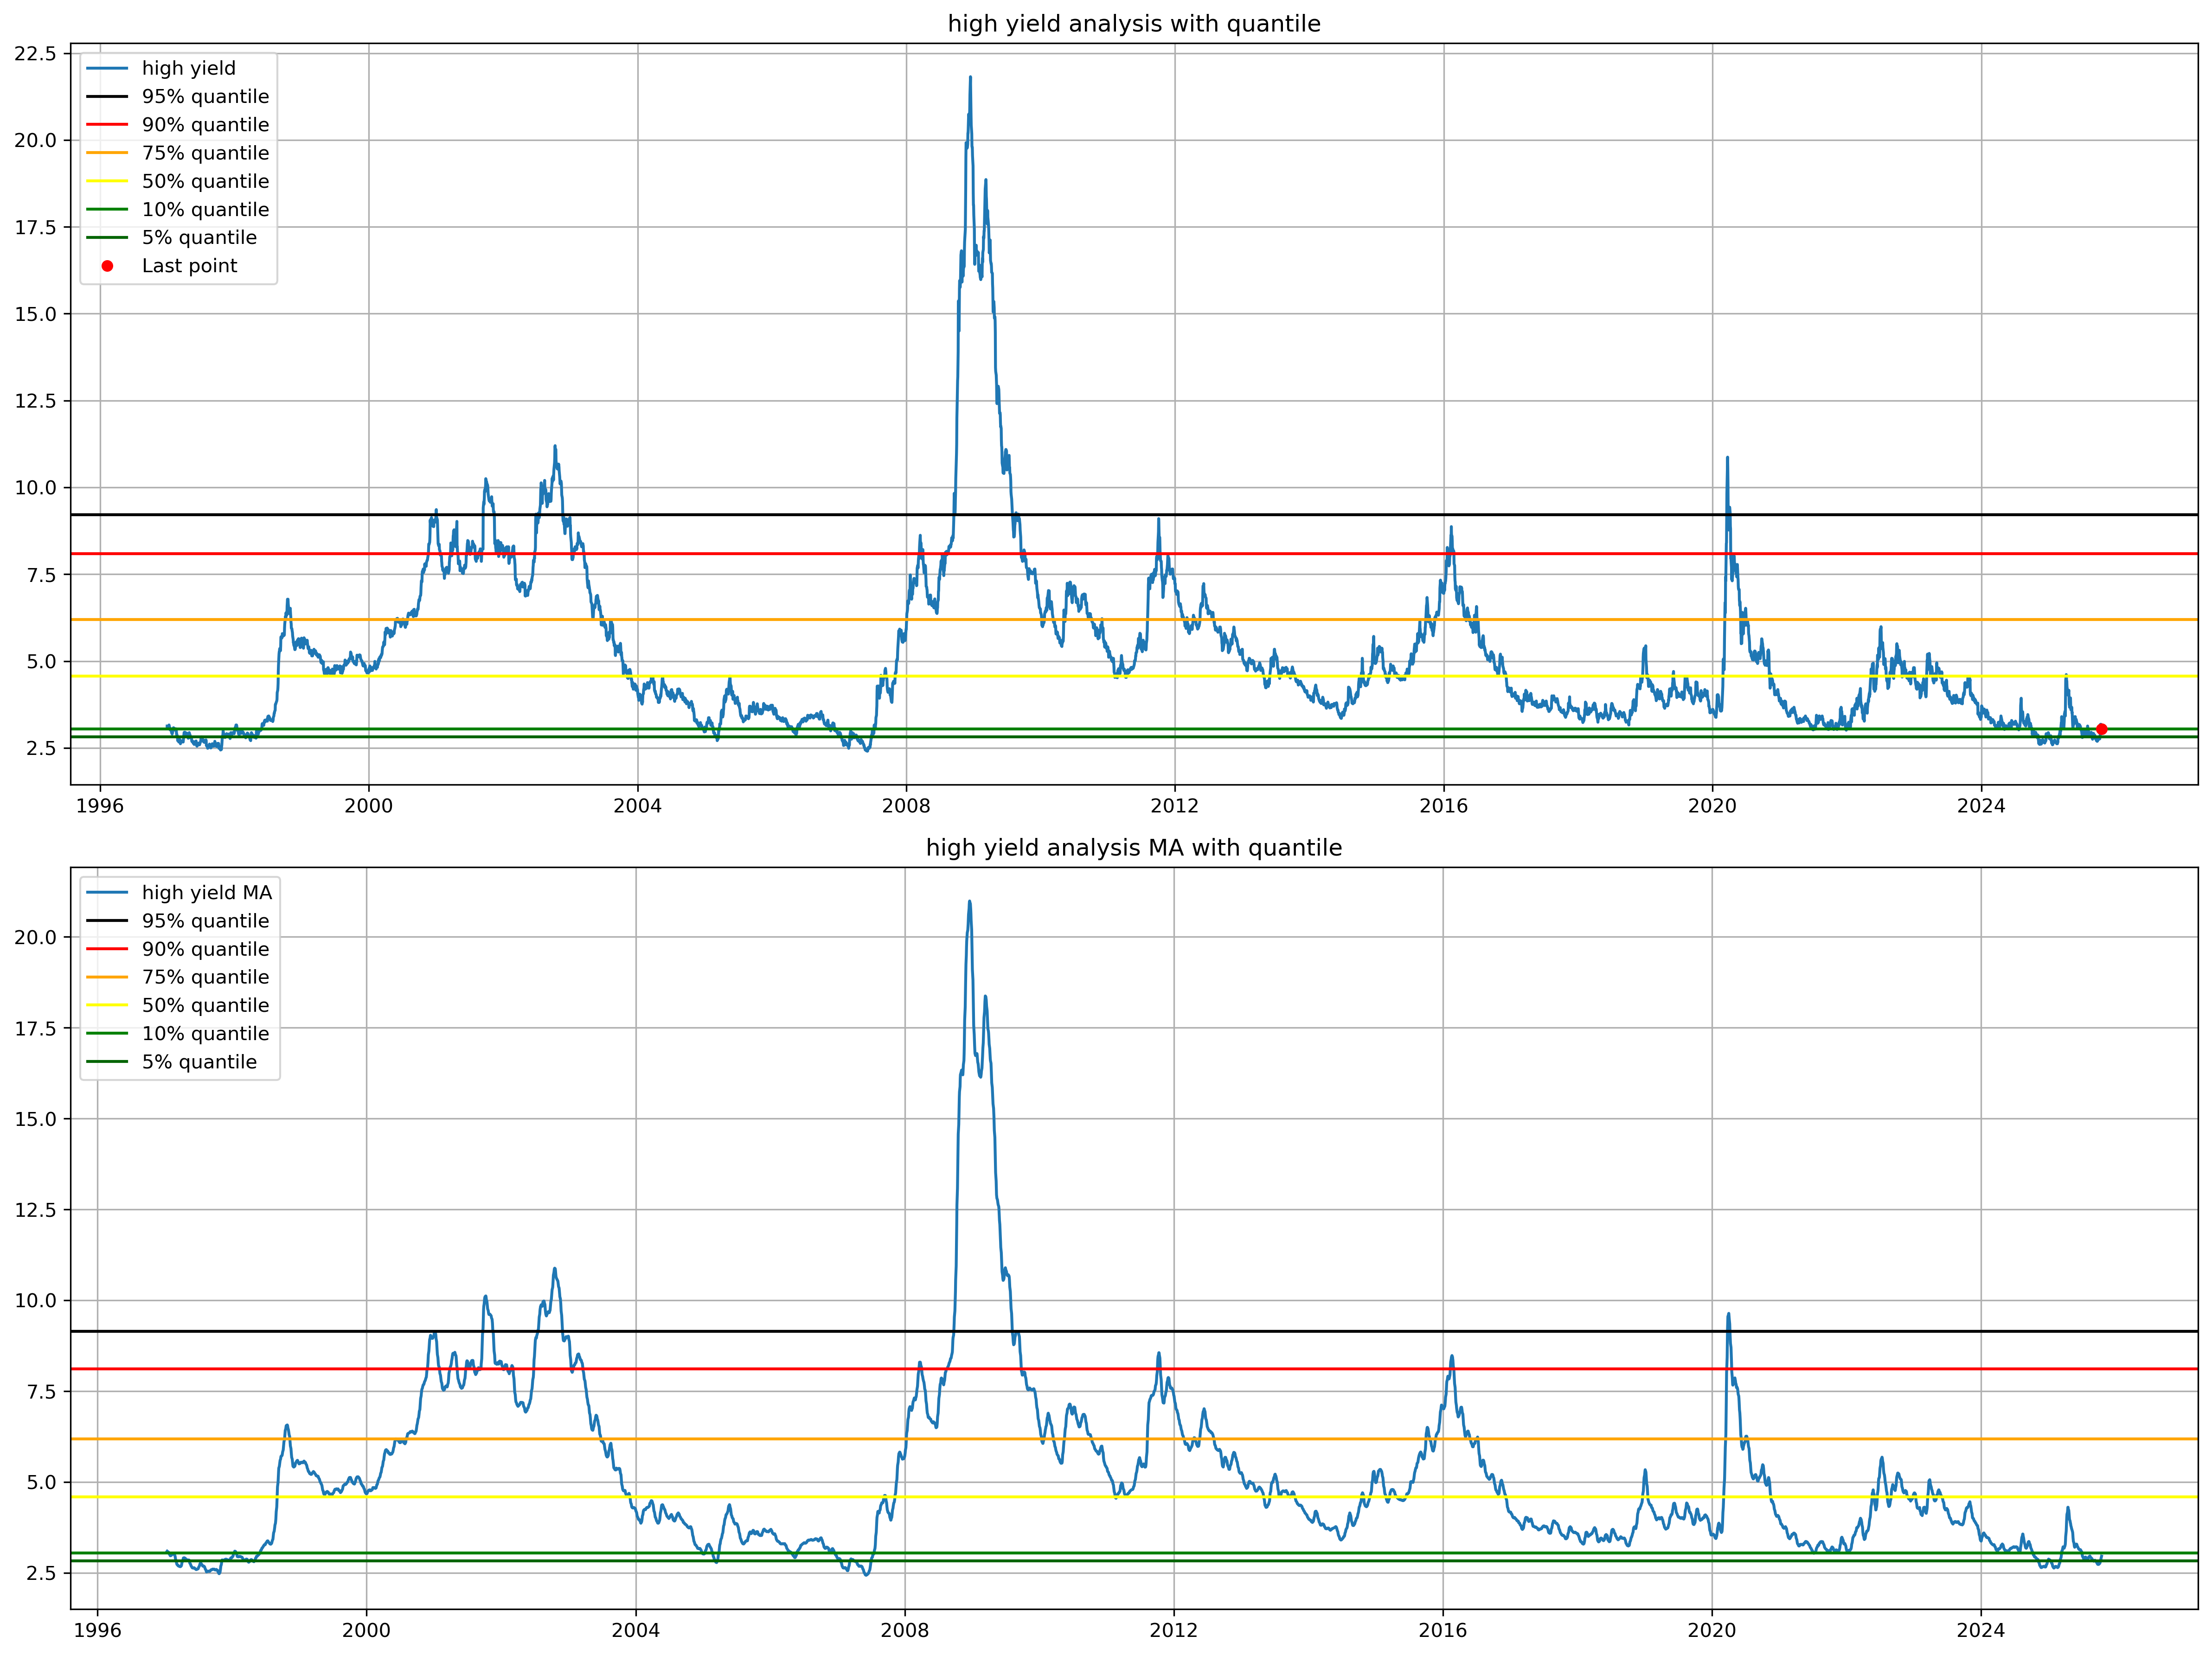 high yield analysis with quantile
22.5
20.0
17.5
15.0
12.5
10.0
7.5
5.0
2.5
high yield
95% quantile
90% quantile
75% quantile
50% quantile
10% quantile
5% quantile
Last point
1996 2000 2004 2008 2012 2016 2020 2024
high yield analysis MA with quantile
20.0
17.5
15.0
12.5
10.0
7.5
5.0
2.5
high yield MA
95% quantile
90% quantile
75% quantile
50% quantile
10% quantile
5% quantile
1996 2000 2004 2008 2012 2016 2020 2024